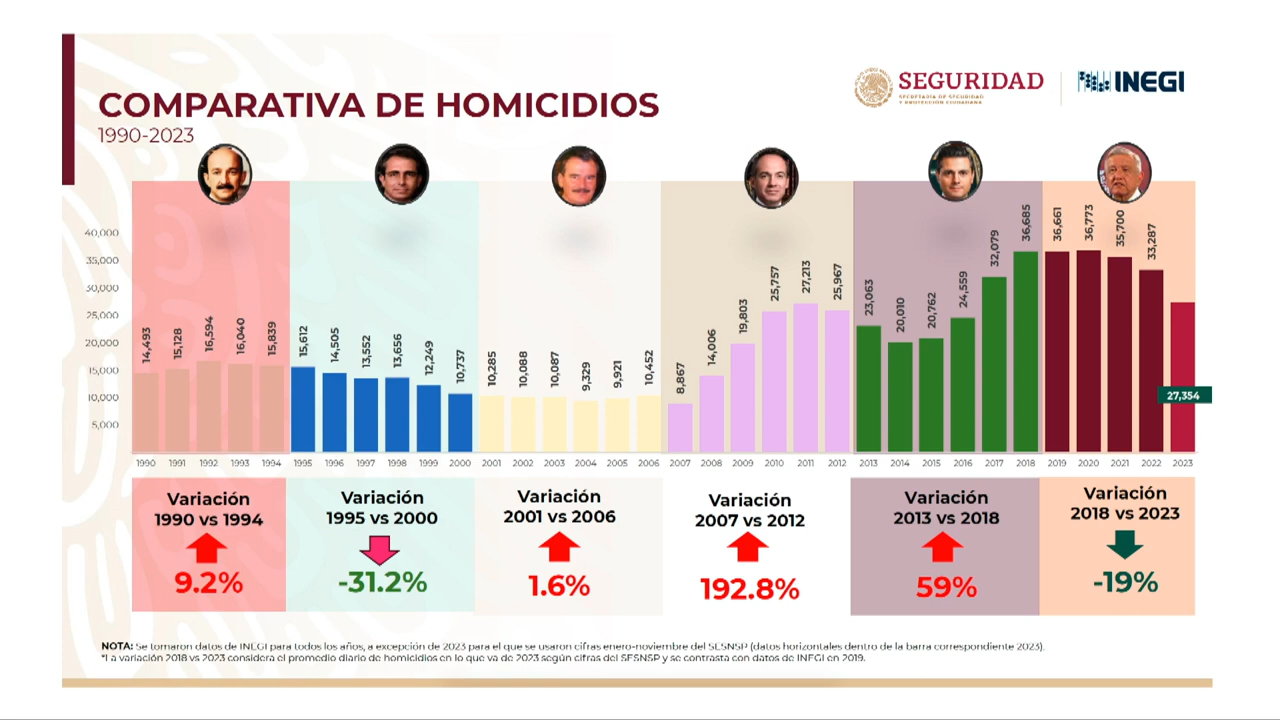 COMPARATIVA DE HOMICIDIOS
1990-2023
SEGURIDAD
SECRETARÍA DE SEGURIDAD
Y PROTECCIÓN CIUDADANA
INEGI
40,000
35,000
30,000
25,000
20,000
15,000
10,000
5,000
14,493
15,128
16,594
16,040
15,839
15,612
14,505
13,552
13,656
12,249
10,737
10,285
10,088
10,087
9,329
9,921
10,452
8,867
14,006
19,803
25,757
27,213
25,967
23,063
20,010
20,762
24,559
32,079
36,685
36,661
36,773
35,700
33,287
27,354
1990 1991 1992 1993 1994 1995 1996 1997 1998 1999 2000 2001 2002 2003 2004 2005 2006 2007 2008 2009 2010 2011 2012 2013 2014 2015 2016 2017 2018 2019 2020 2021 2022 2023
Variación
1990 vs 1994
9.2%
Variación
1995 vs 2000
-31.2%
Variación
2001 vs 2006
1.6%
Variación
2007 vs 2012
192.8%
Variación
2013 vs 2018
59%
Variación
2018 vs 2023
-19%
NOTA: Se tomaron datos de INEGI para todos los años, a excepción de 2023 para el que se usaron cifras enero-noviembre del SESNSP (datos horizontales dentro de la barra correspondiente 2023).
*La variación 2018 vs 2023 considera el promedio diario de homicidios en lo que va de 2023 según cifras del SESNSP y se contrasta con datos de INEGI en 2019.